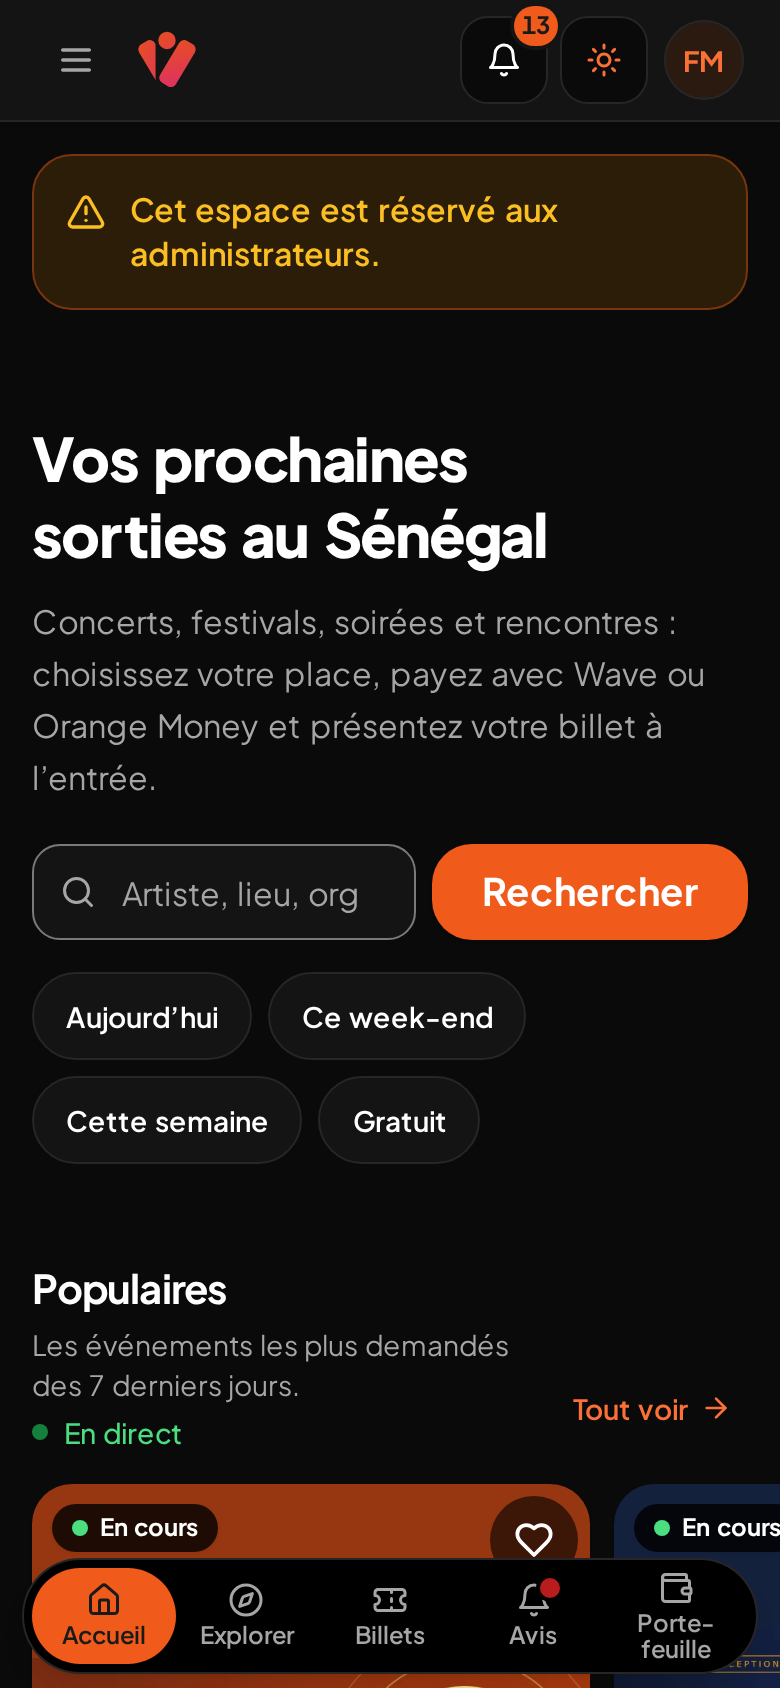 13
FM
Cet espace est réservé aux
administrateurs.
Vos prochaines
sorties au Sénégal
Concerts, festivals, soirées et rencontres :
choisissez votre place, payez avec Wave ou
Orange Money et présentez votre billet à
l’entrée.
Artiste, lieu, org
Rechercher
Aujourd’hui
Ce week-end
Cette semaine
Gratuit
Populaires
Les événements les plus demandés
des 7 derniers jours.
En direct
Tout voir →
En cours
En cours
Accueil
Explorer
Billets
Avis
Porte-
feuille